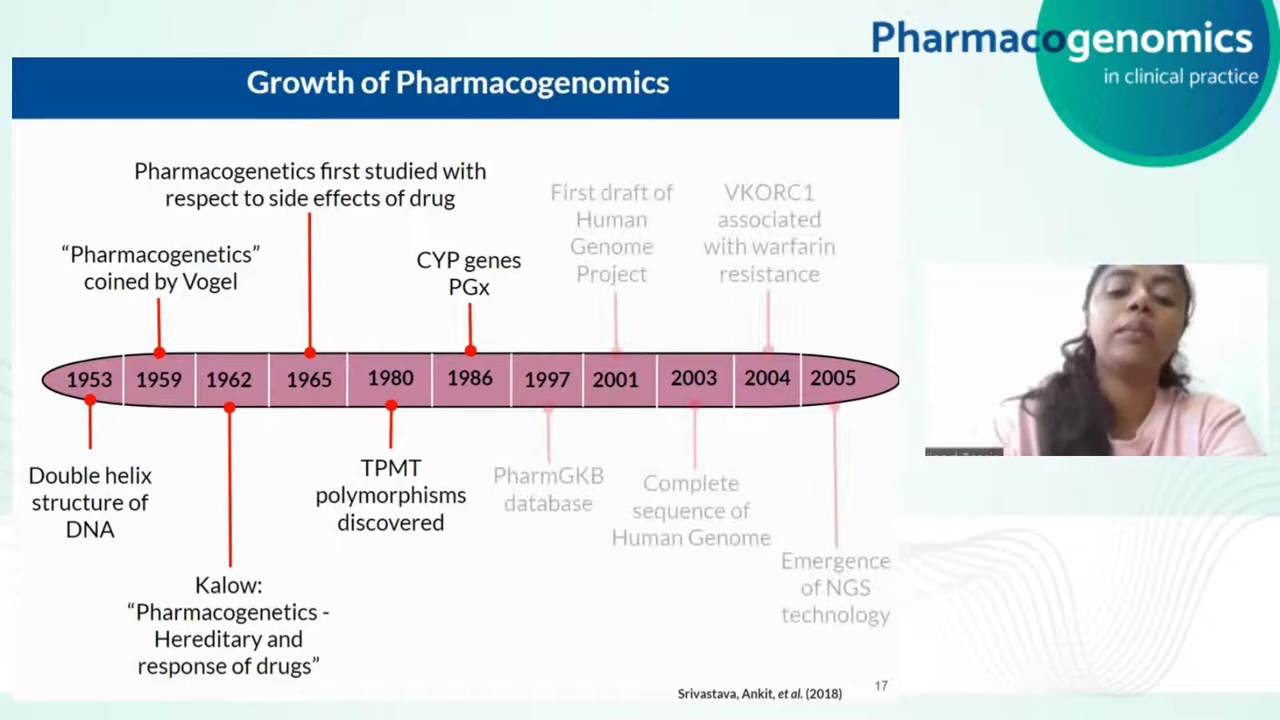 Pharmacogenomics
in clinical practice
Growth of Pharmacogenomics
Pharmacogenetics first studied with
respect to side effects of drug
“Pharmacogenetics”
coined by Vogel
CYP genes
PGx
First draft of
Human
Genome
Project
VKORC1
associated
with warfarin
resistance
1953 1959 1962 1965 1980 1986 1997 2001 2003 2004 2005
Double helix
structure of
DNA
Kalow:
“Pharmacogenetics -
Hereditary and
response of drugs”
TPMT
polymorphisms
discovered
PharmGKB
database
Complete
sequence of
Human Genome
Emergence
of NGS
technology
Srivastava, Ankit, et al. (2018)
17